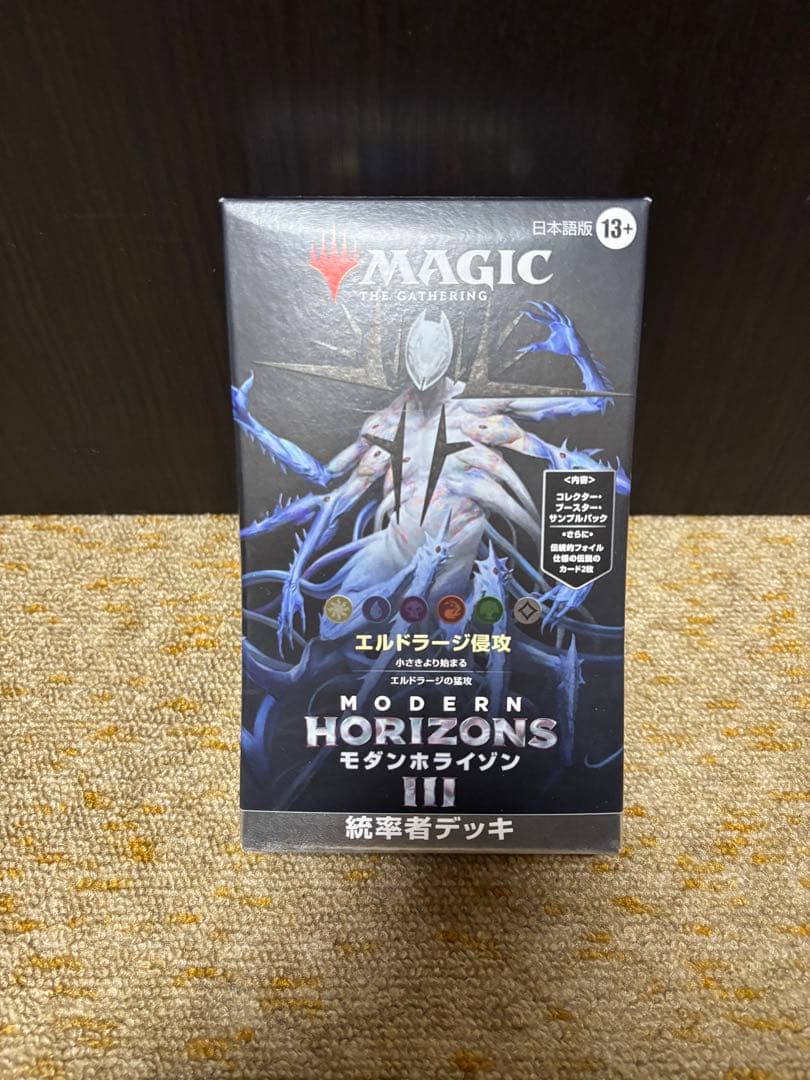 日本語版 13+
MAGIC
THE GATHERING
<内容>
コレクター・
ブースター・
サンプルパック
•さらに•
伝統的フォイル
仕様の伝説の
カード2枚
エルドラージ侵攻
小さきより始まる
エルドラージの猛攻
MODERN
HORIZONS
モダンホライゾン
III
統率者デッキ